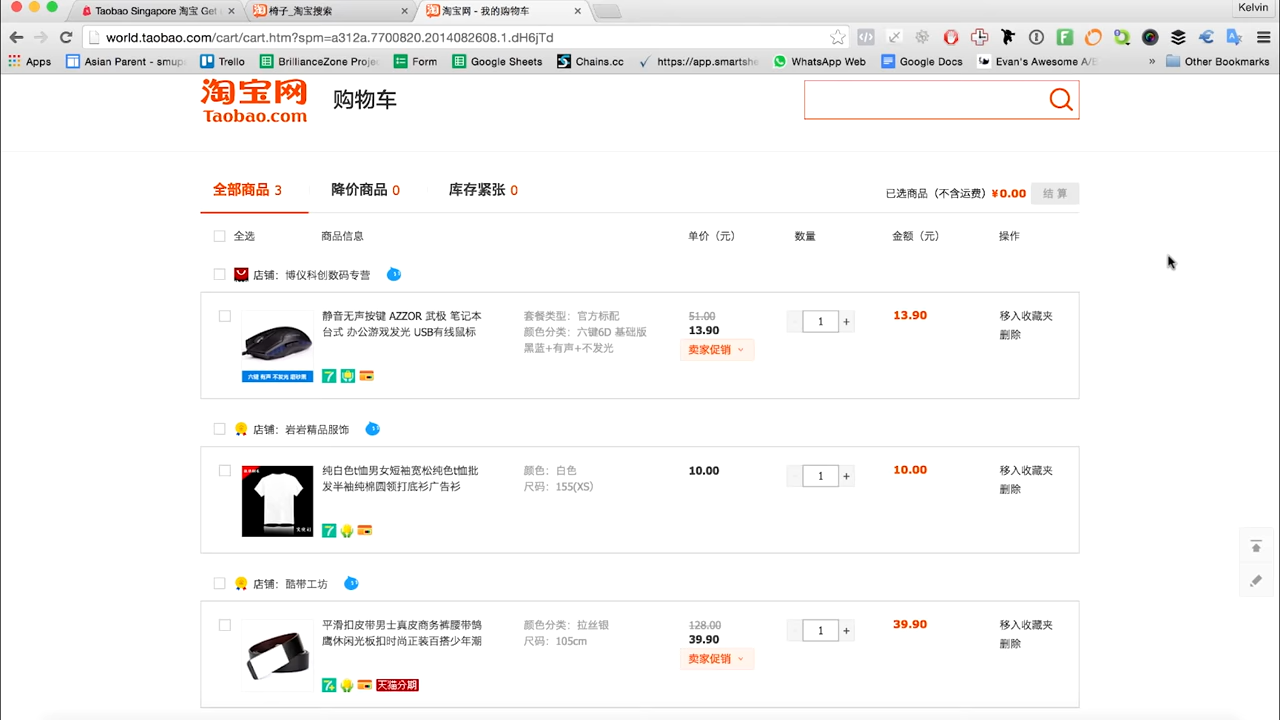 Kelvin
Taobao Singapore 淘宝 Get
椅子_淘宝搜索
淘宝网 - 我的购物车
world.taobao.com/cart/cart.htm?spm=a312a.7700820.2014082608.1.dH6jTd
Apps
Asian Parent - smupa
Trello
BrillianceZone Projec
Form
Google Sheets
Chains.cc
https://app.smartshe
WhatsApp Web
Google Docs
Evan's Awesome A/B
»
Other Bookmarks
淘宝网
Taobao.com
购物车
全部商品 3
降价商品 0
库存紧张 0
已选商品（不含运费）¥0.00
结 算
全选
商品信息
单价（元）
数量
金额（元）
操作
店铺： 博仪科创数码专营
静音无声按键 AZZOR 武极 笔记本
台式 办公游戏发光 USB有线鼠标
套餐类型：官方标配
颜色分类：六键6D 基础版
黑蓝+有声+不发光
51.00
13.90
卖家促销
1 +
13.90
移入收藏夹
删除
六键 有声 不发光
7
店铺： 岩岩精品服饰
纯白色t恤男女短袖宽松纯色t恤批
发半袖纯棉圆领打底衫广告衫
颜色：白色
尺码：155(XS）
10.00
1 +
10.00
移入收藏夹
删除
7
店铺： 酷带工坊
平滑扣皮带男士真皮商务裤腰带鹄
鹰休闲光板扣时尚正装百搭少年潮
颜色分类：拉丝银
尺码：105cm
128.00
39.90
卖家促销
1 +
39.90
移入收藏夹
删除
7+
天猫分期